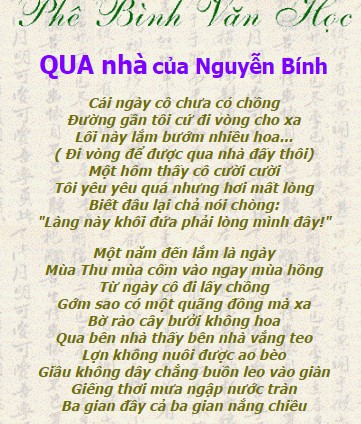 Phê Bình Văn Học
QUA nhà của Nguyễn Bính
Cái ngày cô chưa có chồng
Đường gần tôi cứ đi vòng cho xa
Lối này lắm bướm nhiều hoa...
( Đi vòng để được qua nhà đấy thôi)
Một hôm thấy cô cười cười
Tôi yêu yêu quá nhưng hơi mất lòng
Biết đâu lại chả nói chòng:
"Làng này khối đứa phải lòng mình đây!"
Một năm đến lắm là ngày
Mùa Thu mùa cốm vào ngay mùa hồng
Từ ngày cô đi lấy chồng
Gớm sao có một quãng đồng mà xa
Bờ rào cây bưởi không hoa
Qua bên nhà thấy bên nhà vắng teo
Lợn không nuôi được ao bèo
Giầu không dây chẳng buồn leo vào giàn
Giếng thơi mưa ngập nước tràn
Ba gian đầy cả ba gian nắng chiều